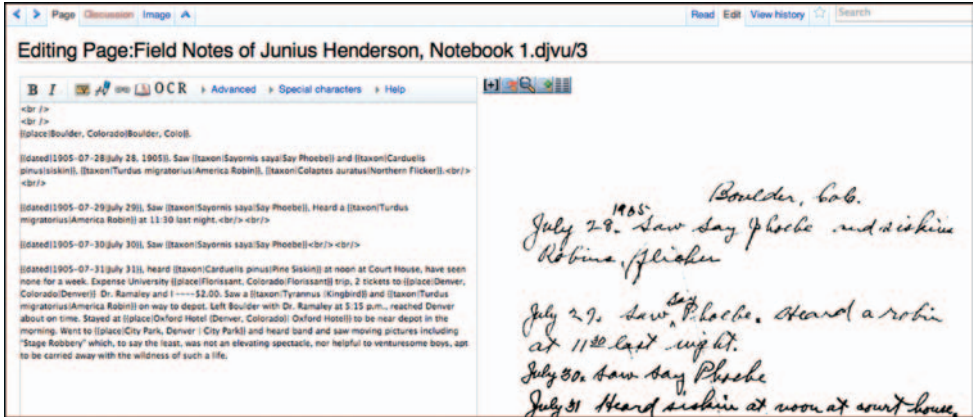 Page Discussion Image
Read Edit View history Search
Editing Page:Field Notes of Junius Henderson, Notebook 1.djvu/3
B I OCR Advanced Special characters Help
[+]
<br />
<br />
{{place|Boulder, Colorado|Boulder, Colo}}.
{{dated|1905-07-28|July 28, 1905}}. Saw {{taxon|Sayornis saya|Say Phoebe}} and {{taxon|Carduelis
pinus|siskin}}, {{taxon|Turdus migratorius|America Robin}}, {{taxon|Colaptes auratus|Northern Flicker}}.<br/>
<br/>
{{dated|1905-07-29|July 29}}, Saw {{taxon|Sayornis saya|Say Phoebe}}, Heard a {{taxon|Turdus
migratorius|America Robin}} at 11:30 last night.<br/> <br/>
{{dated|1905-07-30|July 30}}, Saw {{taxon|Sayornis saya|Say Phoebe}}<br/> <br/>
{{dated|1905-07-31|July 31}}, heard {{taxon|Carduelis pinus|Pine Siskin}} at noon at Court House, have seen
none for a week. Expense University {{place|Florissant, Colorado|Florissant}} trip, 2 tickets to {{place|Denver,
Colorado|Denver}} Dr. Ramaley and I ----$2.00. Saw a {{taxon|Tyrannus |Kingbird}} and {{taxon|Turdus
migratorius|America Robin}} on way to depot. Left Boulder with Dr. Ramaley at 5:15 p.m., reached Denver
about on time. Stayed at {{place|Oxford Hotel (Denver, Colorado)| Oxford Hotel}} to be near depot in the
morning. Went to {{place|City Park, Denver | City Park}} and heard band and saw moving pictures including
"Stage Robbery" which, to say the least, was not an elevating spectacle, nor helpful to venturesome boys, apt
to be carried away with the wildness of such a life.
Boulder, Colo.
1905
July 28. Saw Say Phoebe and siskins
Robins, flicker
July 29. Saw Say Phoebe. Heard a robin
at 11 30 last night.
July 30. Saw Say Phoebe
July 31 Heard siskin at noon at court house,